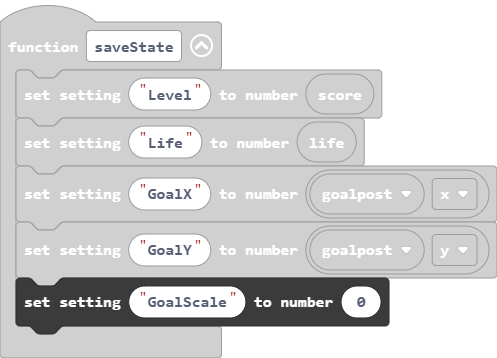 function saveState
set setting "Level" to number score
set setting "Life" to number life
set setting "GoalX" to number goalpost x
set setting "GoalY" to number goalpost y
set setting "GoalScale" to number 0